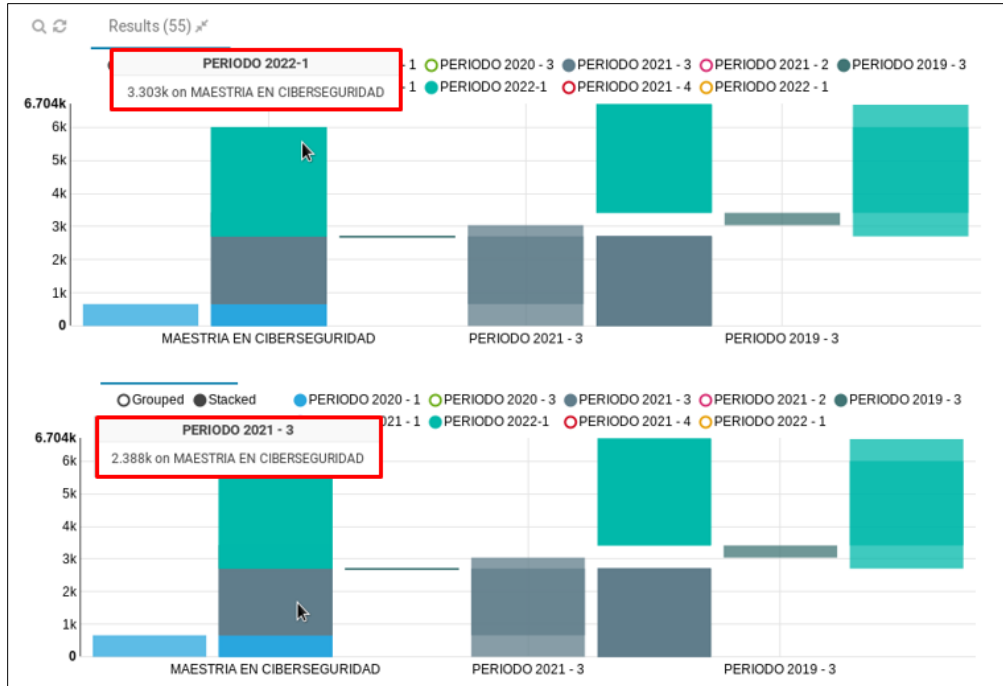 Results (55)
PERIODO 2022-1
3.303k on MAESTRIA EN CIBERSEGURIDAD
- 1 PERIODO 2020 - 3 PERIODO 2021 - 3 PERIODO 2021 - 2 PERIODO 2019 - 3
- 1 PERIODO 2022-1 PERIODO 2021 - 4 PERIODO 2022 - 1
6.704k
6k
5k
4k
3k
2k
1k
0
MAESTRIA EN CIBERSEGURIDAD PERIODO 2021 - 3 PERIODO 2019 - 3
Grouped Stacked PERIODO 2020 - 1 PERIODO 2020 - 3 PERIODO 2021 - 3 PERIODO 2021 - 2 PERIODO 2019 - 3
21 - 1 PERIODO 2022-1 PERIODO 2021 - 4 PERIODO 2022 - 1
PERIODO 2021 - 3
2.388k on MAESTRIA EN CIBERSEGURIDAD
6.704k
6k
5k
4k
3k
2k
1k
0
MAESTRIA EN CIBERSEGURIDAD PERIODO 2021 - 3 PERIODO 2019 - 3